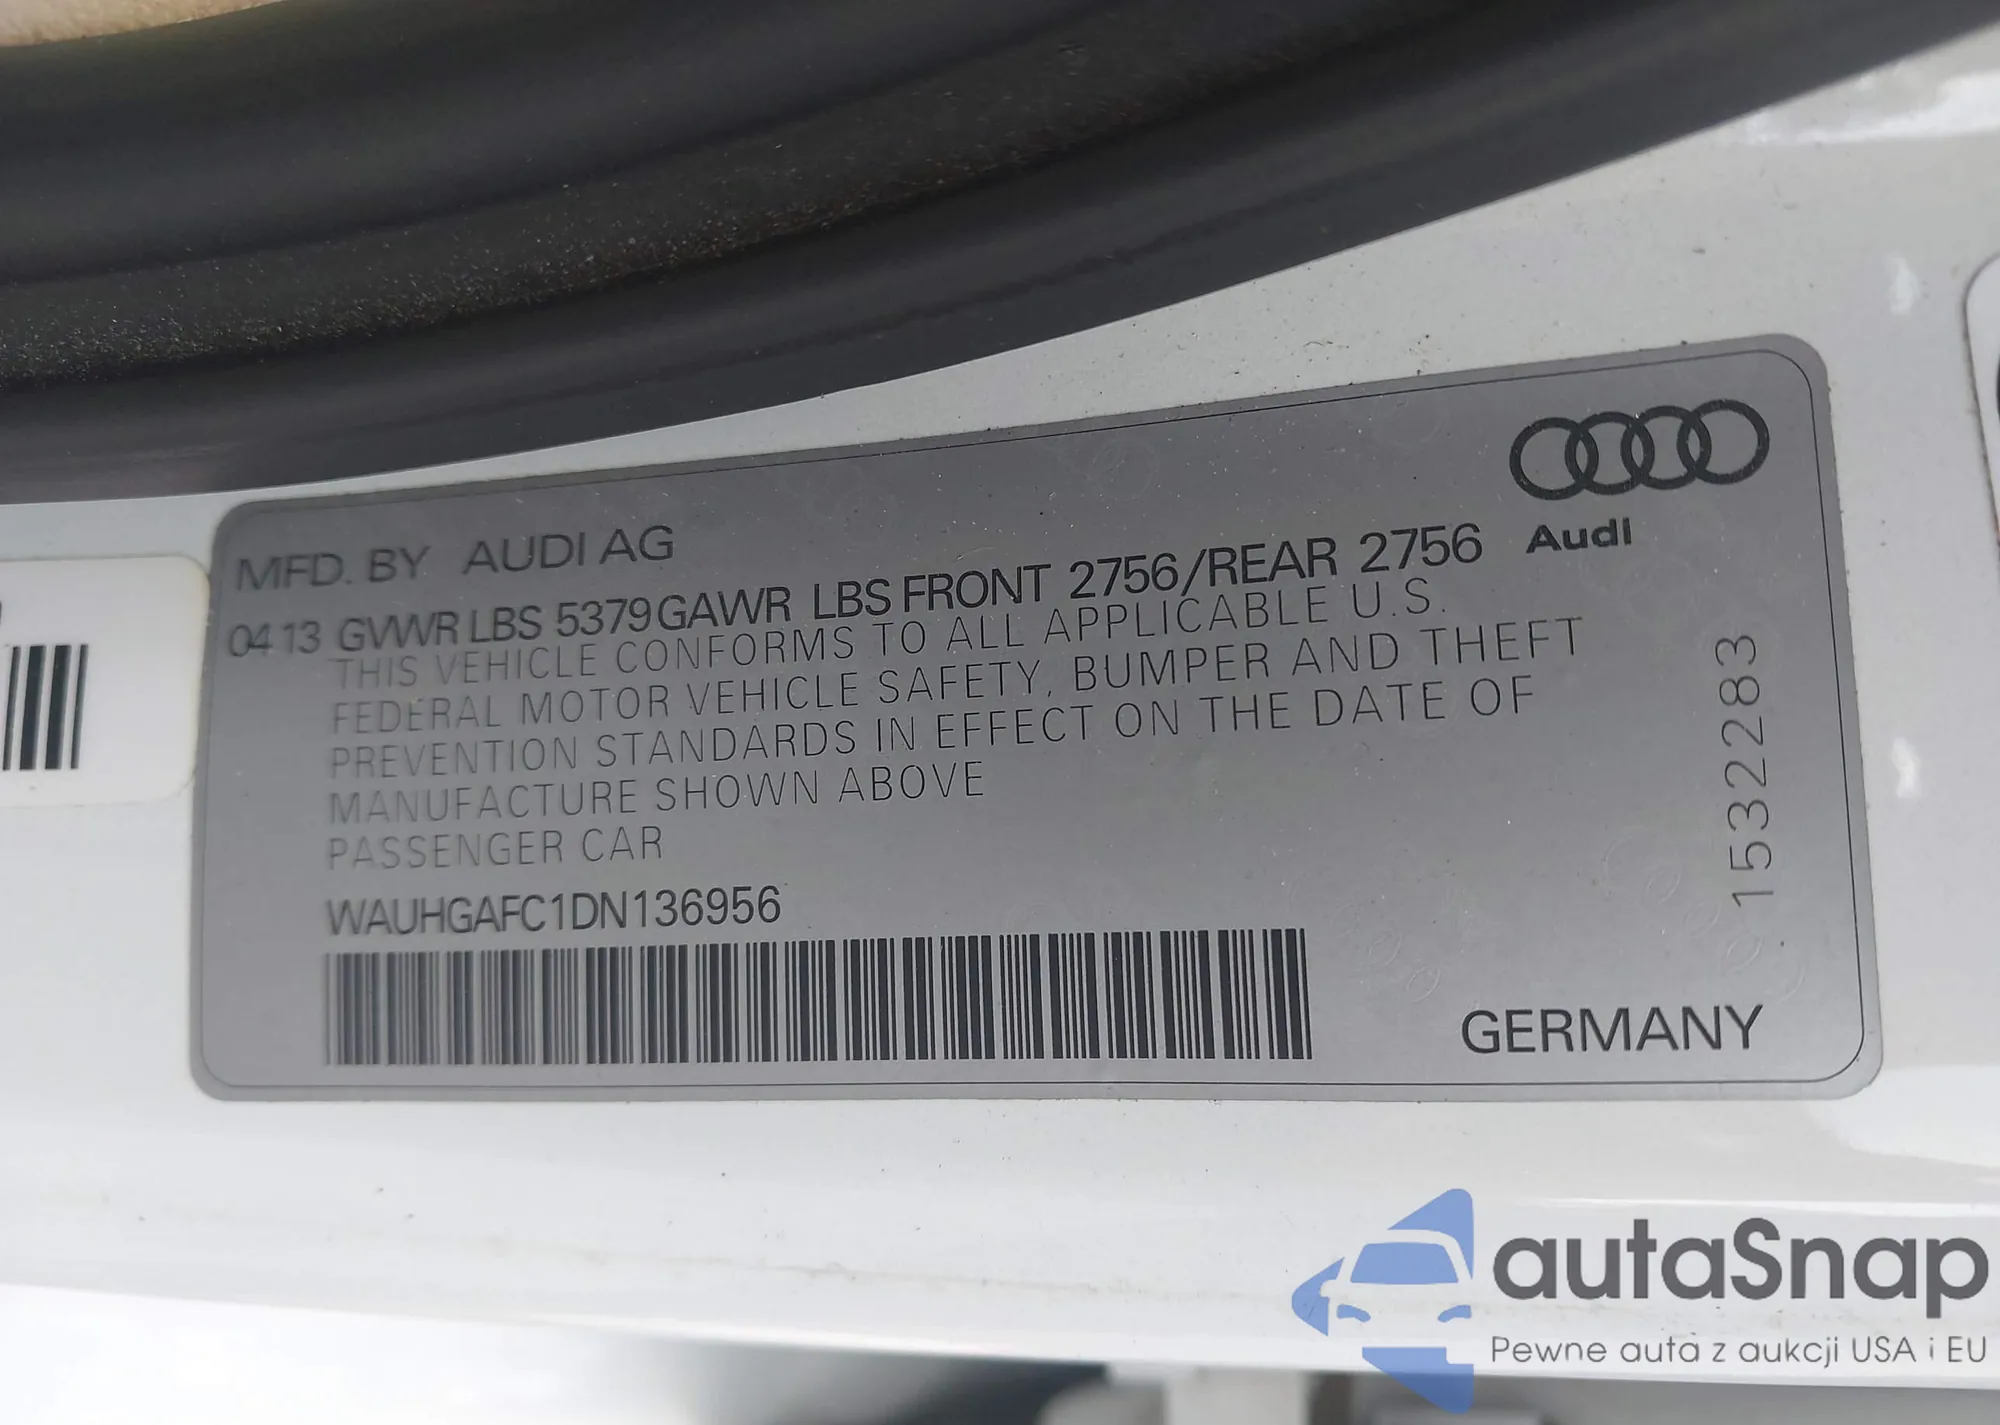 MFD. BY AUDI AG
Audi
04 13 GVWR LBS 5379 GAWR LBS FRONT 2756/REAR 2756
THIS VEHICLE CONFORMS TO ALL APPLICABLE U.S.
FEDERAL MOTOR VEHICLE SAFETY, BUMPER AND THEFT
PREVENTION STANDARDS IN EFFECT ON THE DATE OF
MANUFACTURE SHOWN ABOVE
PASSENGER CAR
WAUHGAFC1DN136956
1532283
GERMANY
autaSnap
Pewne auta z aukcji USA i EU